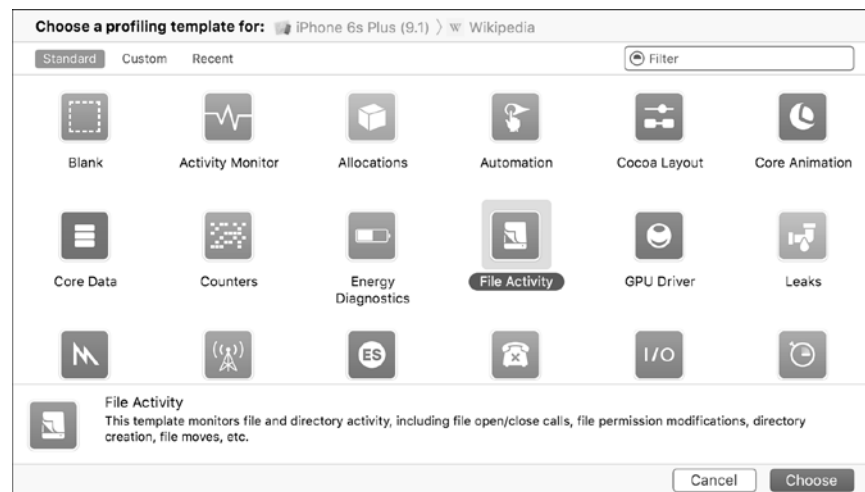 Choose a profiling template for: iPhone 6s Plus (9.1) 〉 W Wikipedia
Standard Custom Recent Filter
Blank Activity Monitor Allocations Automation Cocoa Layout Core Animation
Core Data Counters Energy Diagnostics File Activity GPU Driver Leaks
ES I/O
File Activity
This template monitors file and directory activity, including file open/close calls, file permission modifications, directory
creation, file moves, etc.
Cancel Choose